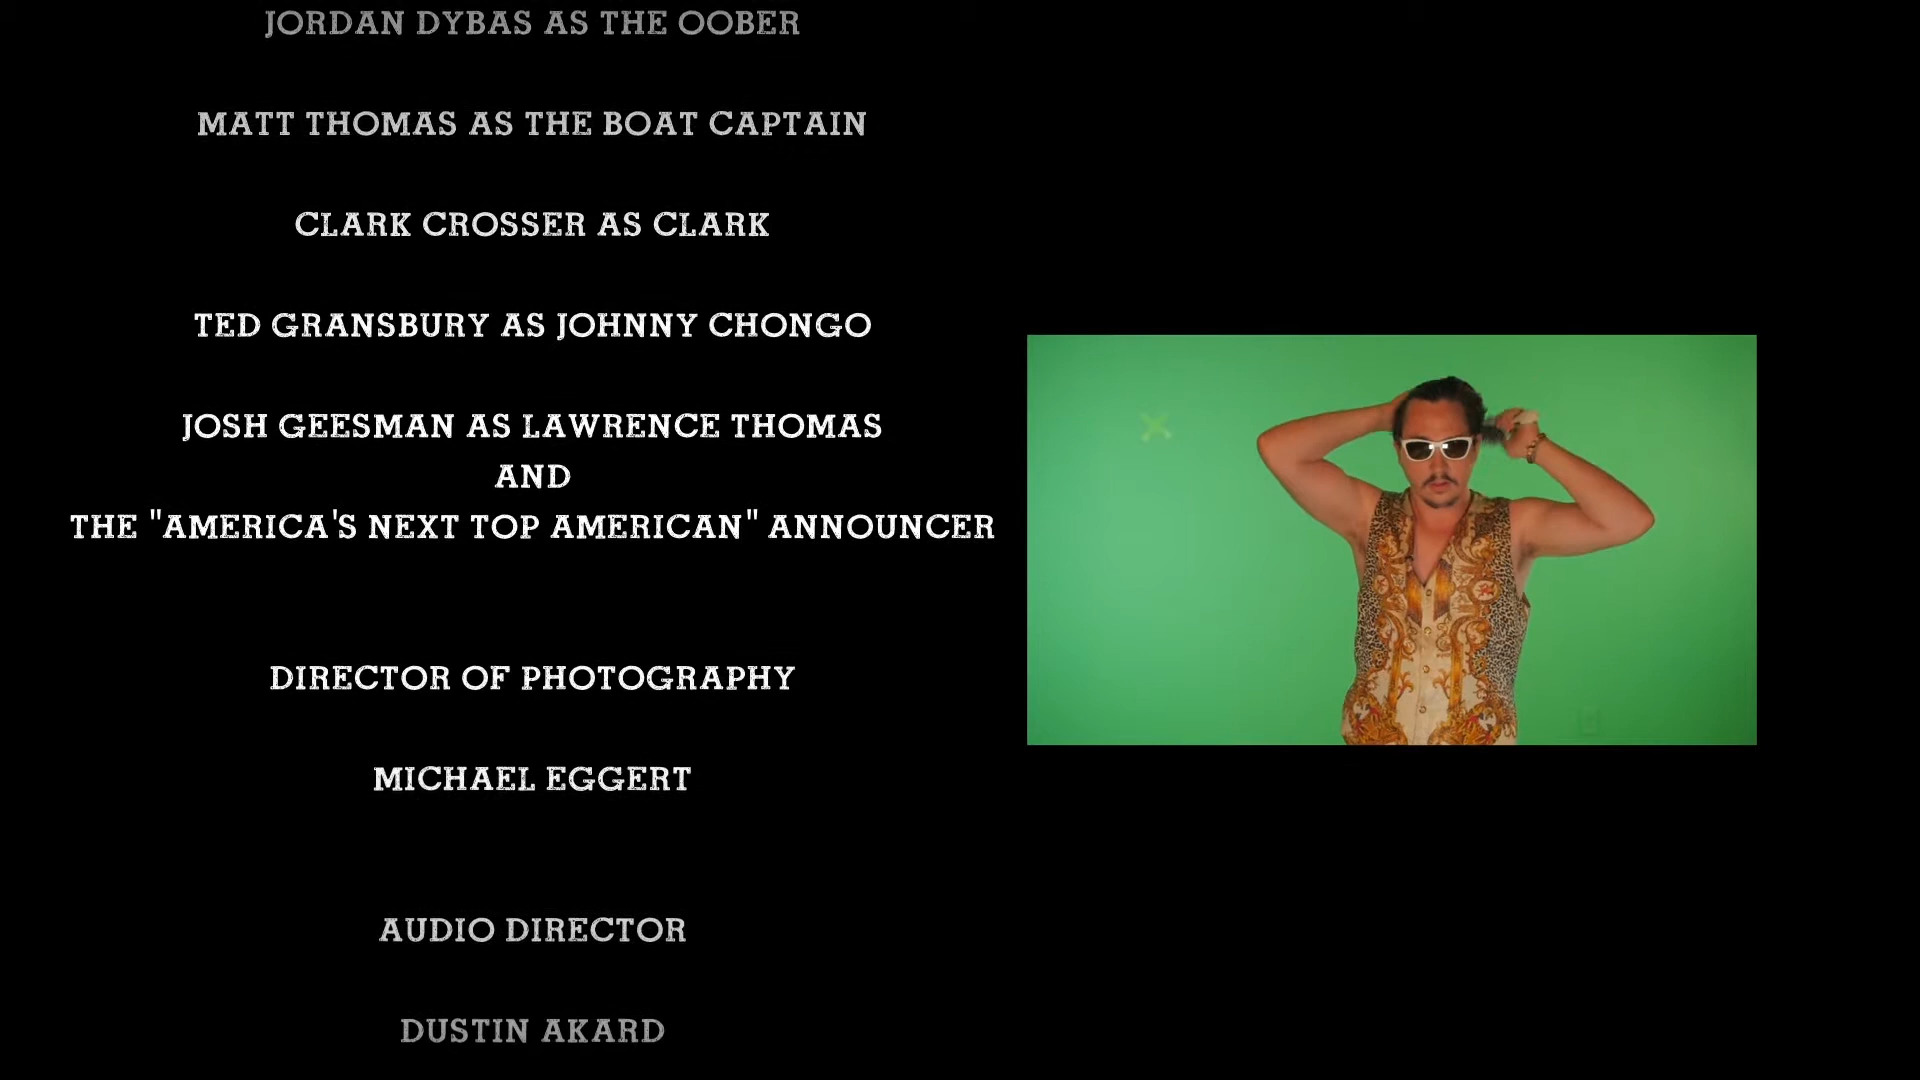 JORDAN DYBAS AS THE OOBER
MATT THOMAS AS THE BOAT CAPTAIN
CLARK CROSSER AS CLARK
TED GRANSBURY AS JOHNNY CHONGO
JOSH GEESMAN AS LAWRENCE THOMAS
AND
THE "AMERICA'S NEXT TOP AMERICAN" ANNOUNCER
DIRECTOR OF PHOTOGRAPHY
MICHAEL EGGERT
AUDIO DIRECTOR
DUSTIN AKARD